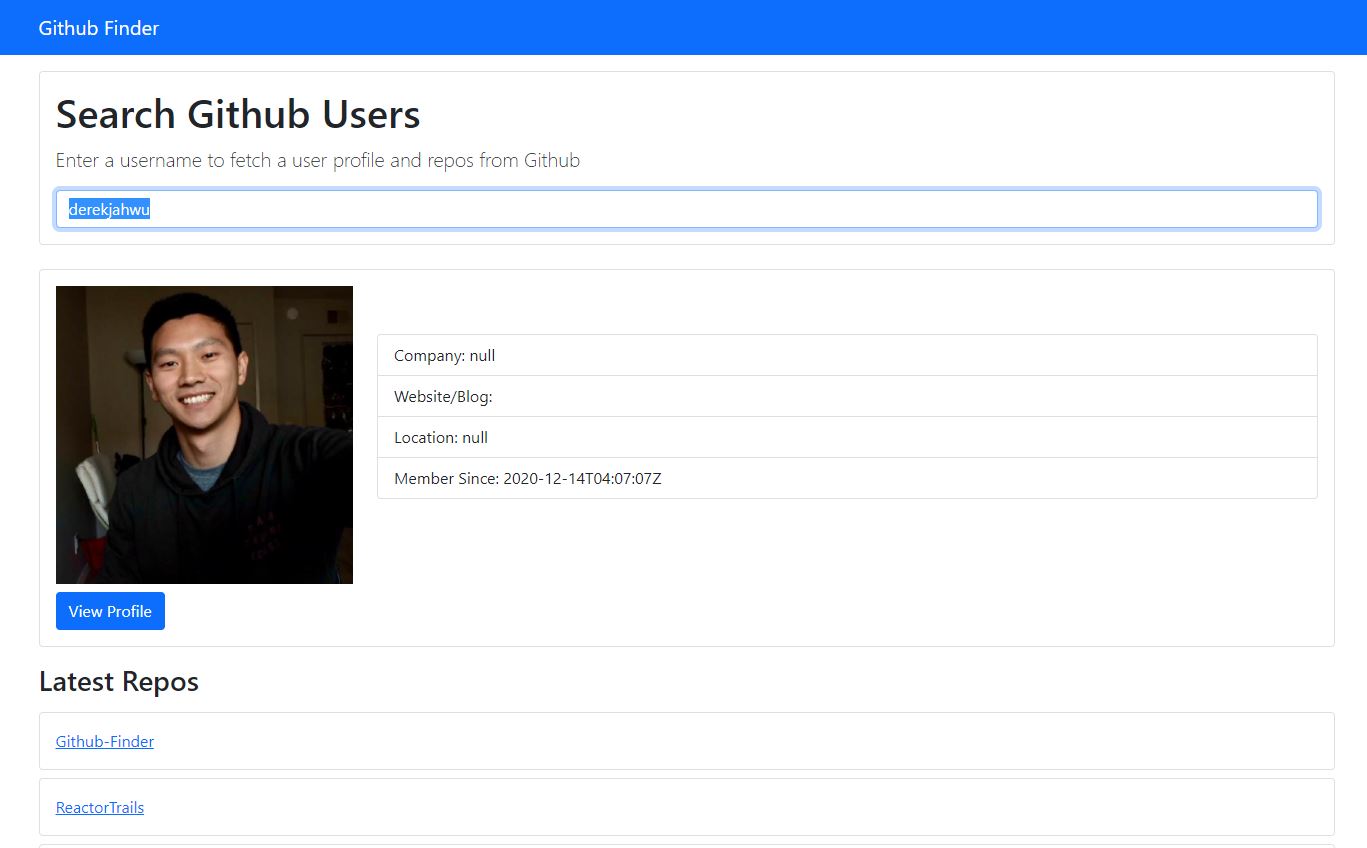 Github Finder
Search Github Users
Enter a username to fetch a user profile and repos from Github
derekjahwu
Company: null
Website/Blog:
Location: null
Member Since: 2020-12-14T04:07:07Z
View Profile
Latest Repos
Github-Finder
ReactorTrails